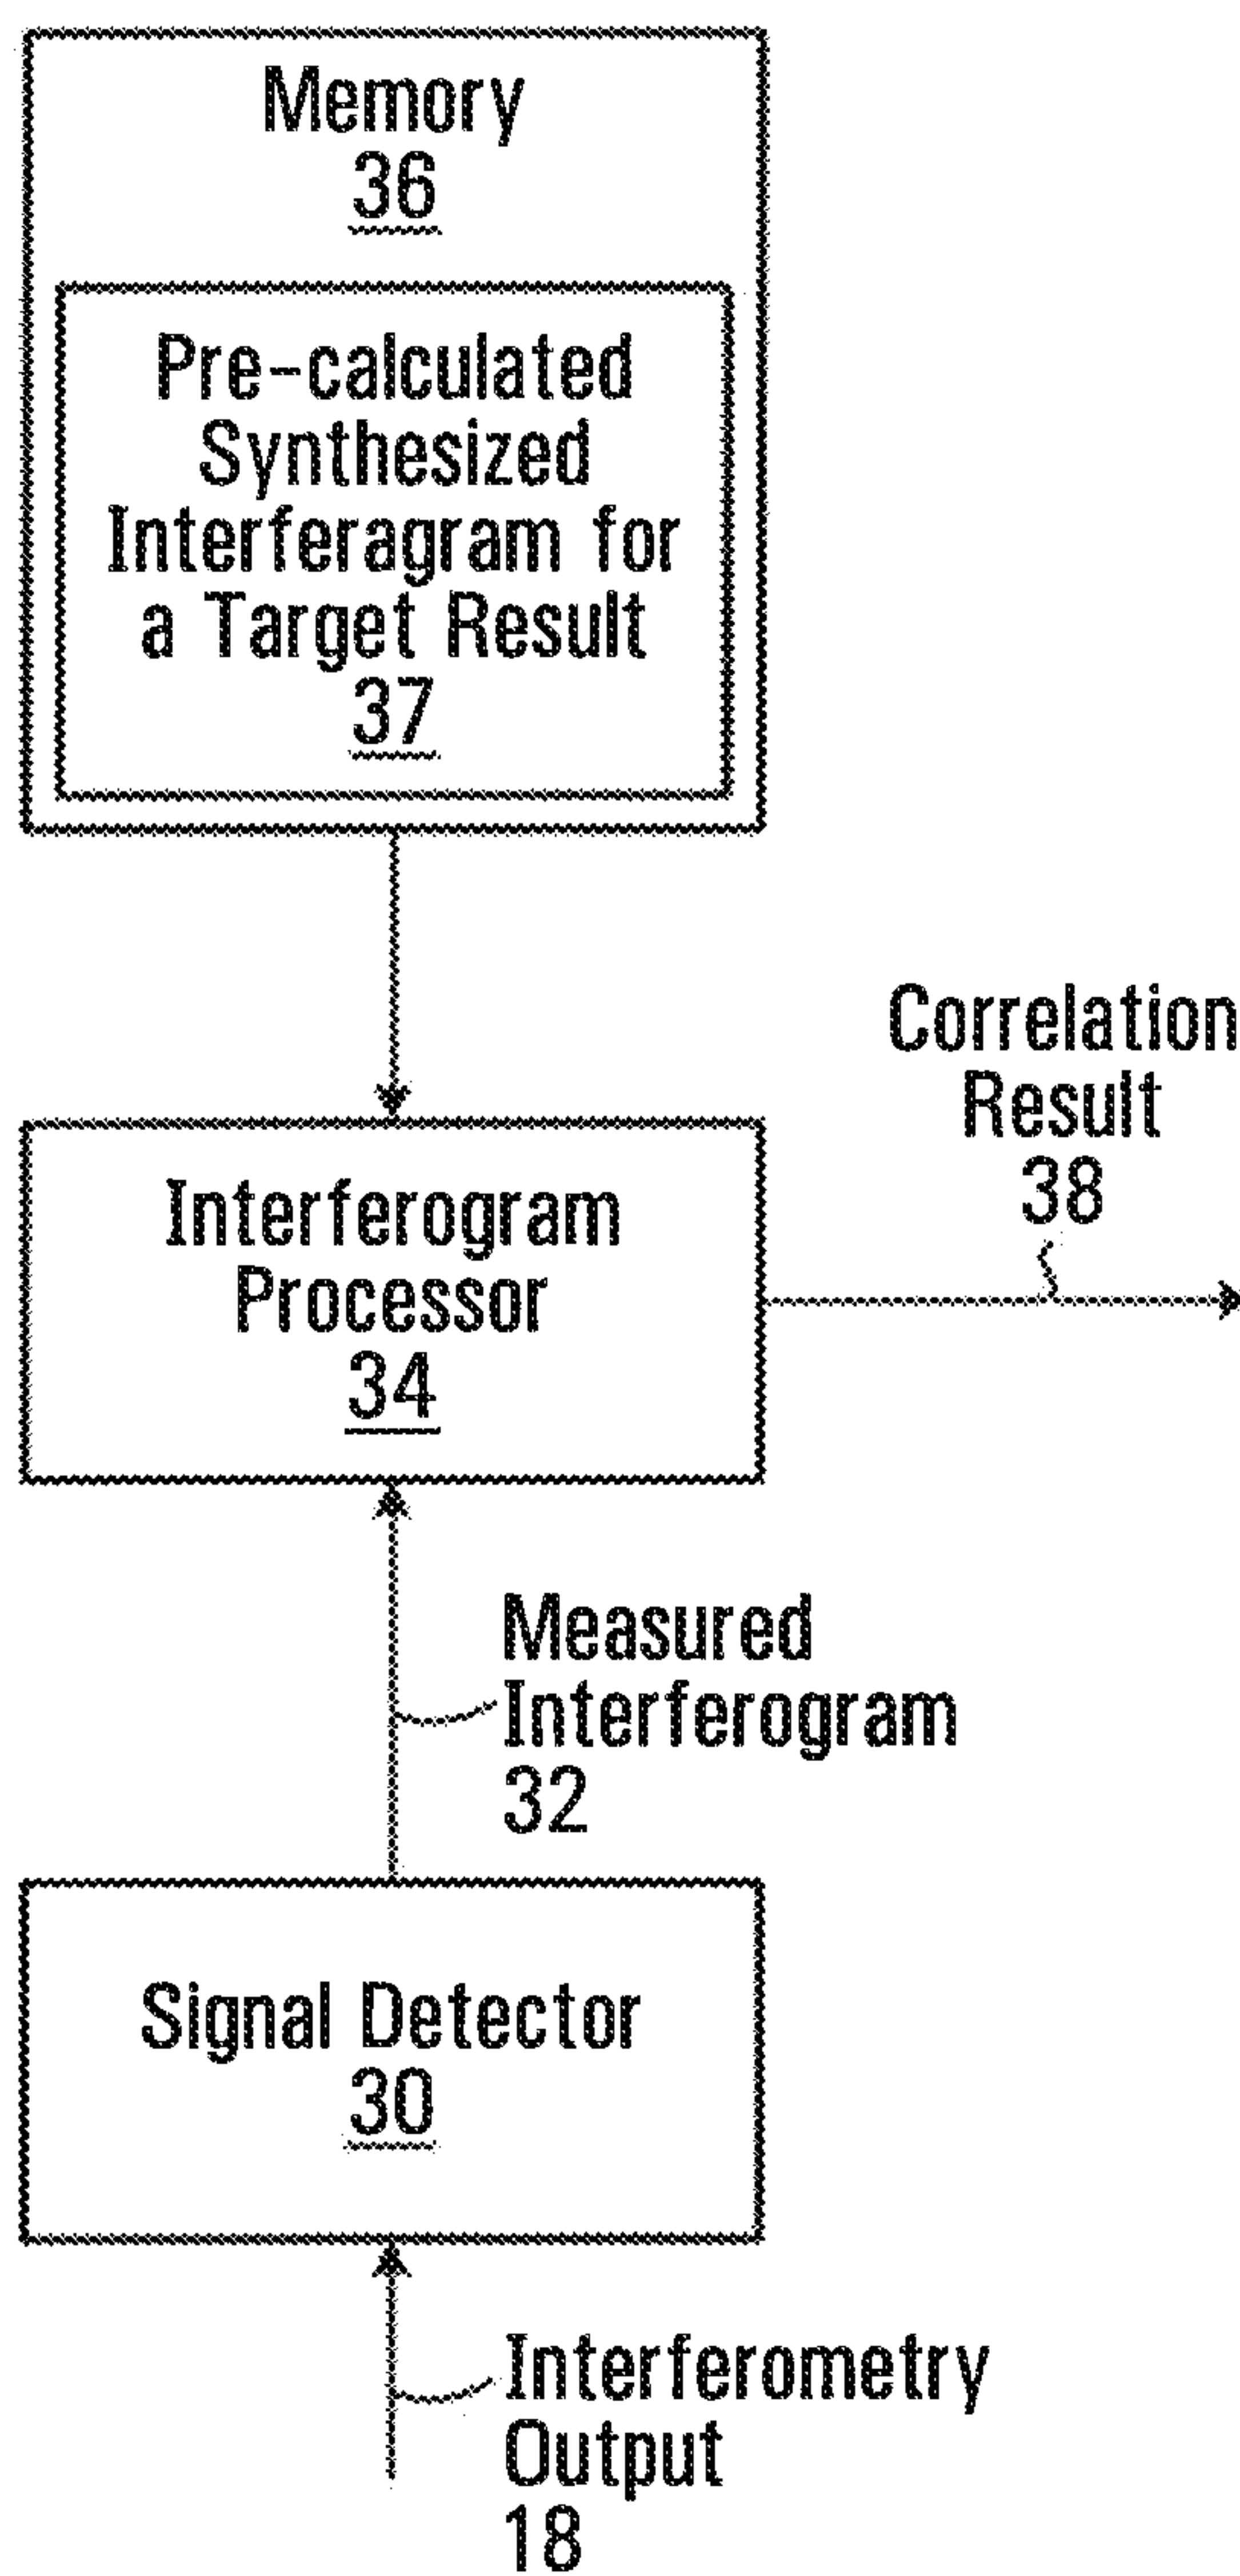 Memory
36
Pre-calculated
Synthesized
Interferagram for
a Target Result
37
Correlation
Result
38
Interferogram
Processor
34
Measured
Interferogram
32
Signal Detector
30
Interferometry
Output
18